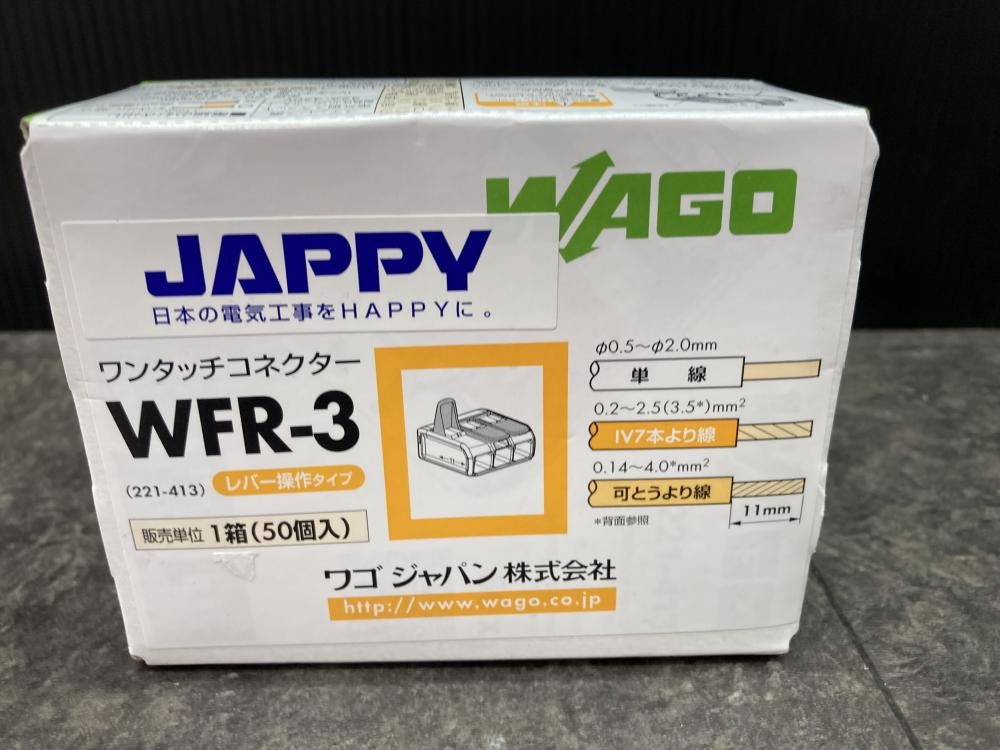 WAGO
JAPPY
日本の電気工事をHAPPYに。
ワンタッチコネクター
WFR-3
(221-413) レバー操作タイプ
販売単位 1箱(50個入)
11
φ0.5～φ2.0mm
単 線
0.2～2.5(3.5*)mm²
IV7本より線
0.14～4.0*mm²
可とうより線
*背面参照
11mm
ワゴ ジャパン 株式会社
http://www.wago.co.jp